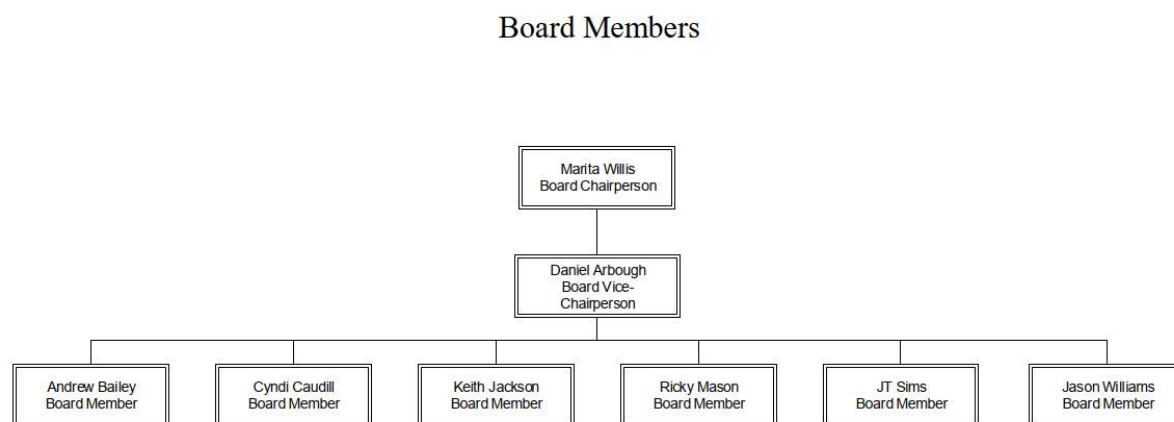 Board Members
Marita Willis
Board Chairperson
Daniel Arbough
Board Vice-
Chairperson
Andrew Bailey
Board Member
Cyndi Caudill
Board Member
Keith Jackson
Board Member
Ricky Mason
Board Member
JT Sims
Board Member
Jason Williams
Board Member